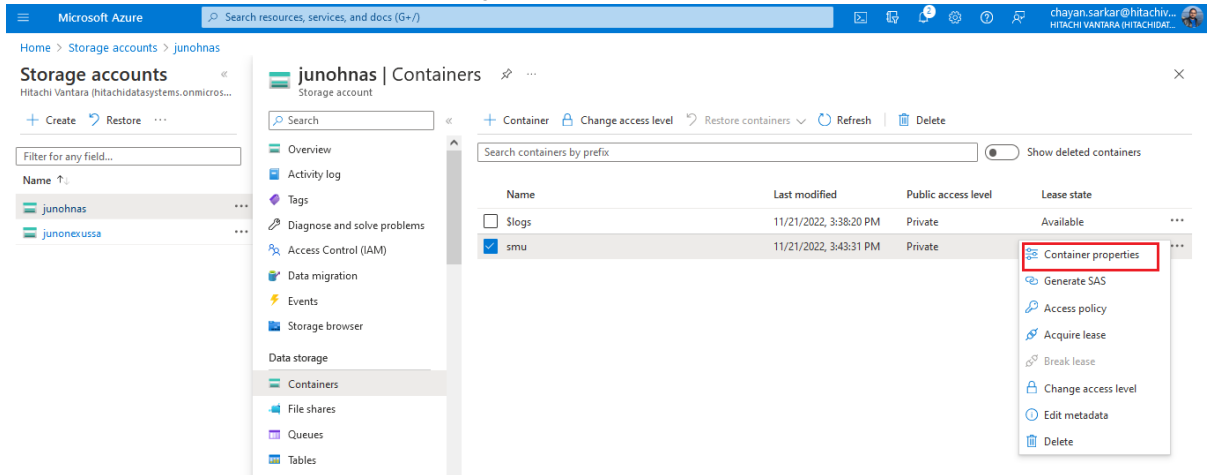 Microsoft Azure
Search resources, services, and docs (G+/)
2
chayan.sarkar@hitachiv...
HITACHI VANTARA (HITACHIDAT...
Home > Storage accounts > junohnas
Storage accounts
Hitachi Vantara (hitachidatasystems.onmicros...
+ Create Restore ...
Filter for any field...
Name ↑↓
junohnas ...
junonexussa ...
junohnas | Containers ...
Storage account
Search
«
Overview
Activity log
Tags
Diagnose and solve problems
Access Control (IAM)
Data migration
Events
Storage browser
Data storage
Containers
File shares
Queues
Tables
+ Container Change access level Restore containers Refresh Delete
Search containers by prefix
Show deleted containers
Name Last modified Public access level Lease state
$logs 11/21/2022, 3:38:20 PM Private Available ...
smu 11/21/2022, 3:43:31 PM Private ...
Container properties
Generate SAS
Access policy
Acquire lease
Break lease
Change access level
Edit metadata
Delete